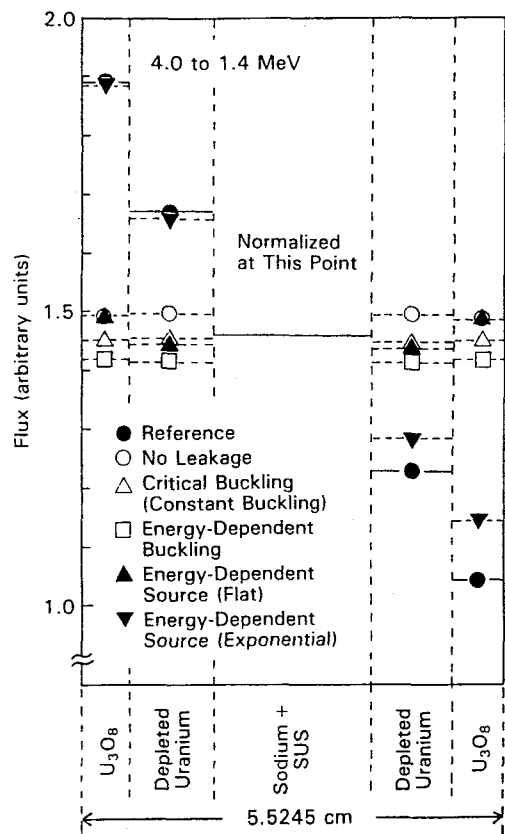 2.0
4.0 to 1.4 MeV
Normalized
at This Point
1.5
Flux (arbitrary units)
Reference
No Leakage
Critical Buckling
(Constant Buckling)
Energy-Dependent
Buckling
Energy-Dependent
Source (Flat)
Energy-Dependent
Source (Exponential)
1.0
U₃O₈
Depleted
Uranium
Sodium +
SUS
Depleted
Uranium
U₃O₈
5.5245 cm